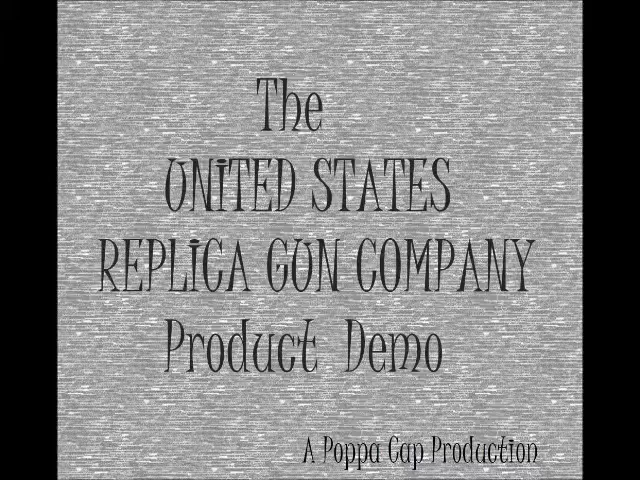 The
UNITED STATES
REPLICA GUN COMPANY
Product Demo
A Poppa Cap Production